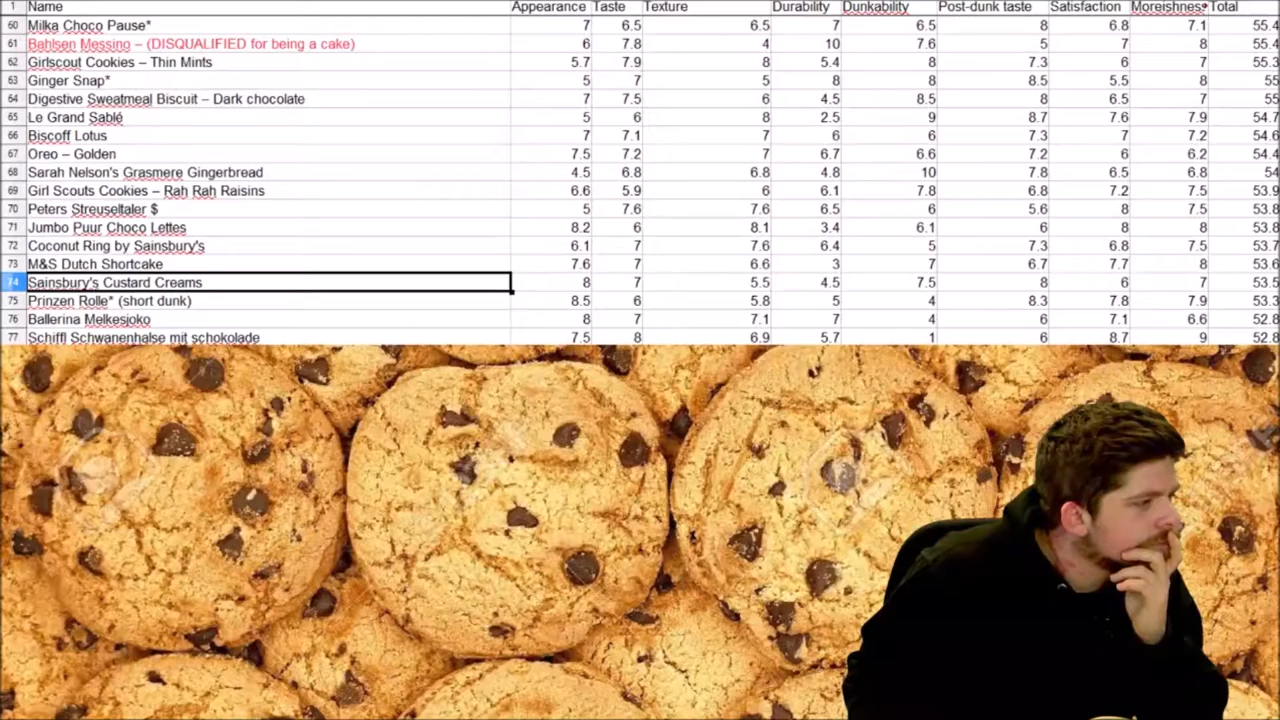 1 Name Appearance Taste Texture Durability Dunkability Post-dunk taste Satisfaction Moreishness Total
60 Milka Choco Pause* 7 6.5 6.5 7 6.5 8 6.8 7.1 55.4
61 Bahlsen Messing – (DISQUALIFIED for being a cake) 6 7.8 4 10 7.6 5 7 8 55.4
62 Girlscout Cookies – Thin Mints 5.7 7.9 8 5.4 8 7.3 6 7 55.3
63 Ginger Snap* 5 7 5 8 8 8.5 5.5 8 55
64 Digestive Sweatmeal Biscuit – Dark chocolate 7 7.5 6 4.5 8.5 8 6.5 7 55
65 Le Grand Sablé 5 6 8 2.5 9 8.7 7.6 7.9 54.7
66 Biscoff Lotus 7 7.1 7 6 6 7.3 7 7.2 54.6
67 Oreo – Golden 7.5 7.2 7 6.7 6.6 7.2 6 6.2 54.4
68 Sarah Nelson's Grasmere Gingerbread 4.5 6.8 6.8 4.8 10 7.8 6.5 6.8 54
69 Girl Scouts Cookies – Rah Rah Raisins 6.6 5.9 6 6.1 7.8 6.8 7.2 7.5 53.9
70 Peters Streuseltaler $ 5 7.6 7.6 6.5 6 5.6 8 7.5 53.8
71 Jumbo Puur Choco Lettes 8.2 6 8.1 3.4 6.1 6 8 8 53.8
72 Coconut Ring by Sainsbury's 6.1 7 7.6 6.4 5 7.3 6.8 7.5 53.7
73 M&S Dutch Shortcake 7.6 7 6.6 3 7 6.7 7.7 8 53.6
74 Sainsbury's Custard Creams 8 7 5.5 4.5 7.5 8 6 7 53.5
75 Prinzen Rolle* (short dunk) 8.5 6 5.8 5 4 8.3 7.8 7.9 53.3
76 Ballerina Melkesjoko 8 7 7.1 7 4 6 7.1 6.6 52.8
77 Schiffl Schwanenhalse mit schokolade 7.5 8 6.9 5.7 1 6 8.7 9 52.8